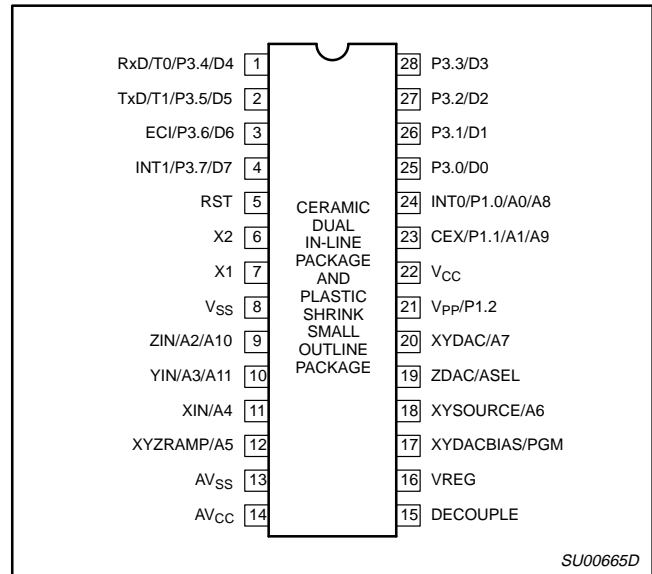 RxD/T0/P3.4/D4 1 28 P3.3/D3
TxD/T1/P3.5/D5 2 27 P3.2/D2
ECI/P3.6/D6 3 26 P3.1/D1
INT1/P3.7/D7 4 25 P3.0/D0
RST 5 24 INT0/P1.0/A0/A8
X2 6 23 CEX/P1.1/A1/A9
X1 7 22 VCC
VSS 8 21 VPP/P1.2
ZIN/A2/A10 9 20 XYDAC/A7
YIN/A3/A11 10 19 ZDAC/ASEL
XIN/A4 11 18 XYSOURCE/A6
XYZRAMP/A5 12 17 XYDACBIAS/PGM
AVSS 13 16 VREG
AVCC 14 15 DECOUPLE
CERAMIC
DUAL
IN-LINE
PACKAGE
AND
PLASTIC
SHRINK
SMALL
OUTLINE
PACKAGE
SU00665D